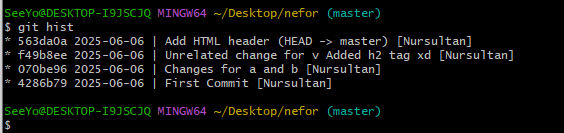 SeeYo@DESKTOP-I9JSCJQ MINGW64 ~/Desktop/nefor (master)
$ git hist
* 563da0a 2025-06-06 | Add HTML header (HEAD -> master) [Nursultan]
* f49b8ee 2025-06-06 | Unrelated change for v Added h2 tag xd [Nursultan]
* 070be96 2025-06-06 | Changes for a and b [Nursultan]
* 4286b79 2025-06-06 | First Commit [Nursultan]
SeeYo@DESKTOP-I9JSCJQ MINGW64 ~/Desktop/nefor (master)
$